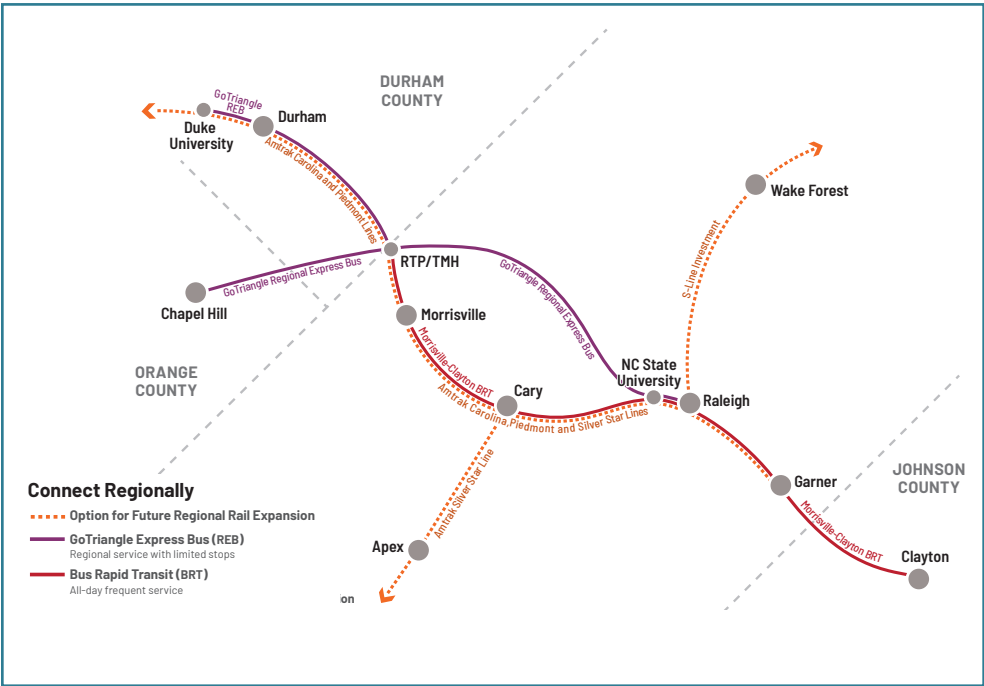 DURHAM
COUNTY
GoTriangle
REB
Duke
University
Durham
Amtrak Carolina and Piedmont Lines
Wake Forest
RTP/TMH
GoTriangle Regional Express Bus
Chapel Hill
GoTriangle Regional Express Bus
S-Line Investment
Morrisville
Morrisville-Clayton BRT
ORANGE
COUNTY
NC State
University
Cary
Raleigh
Amtrak Carolina,Piedmont and Silver Star Lines
Amtrak Silver Star Line
Garner
JOHNSON
COUNTY
Morrisville-Clayton BRT
Apex
Clayton
Connect Regionally
Option for Future Regional Rail Expansion
GoTriangle Express Bus (REB)
Regional service with limited stops
Bus Rapid Transit (BRT)
All-day frequent service
ion